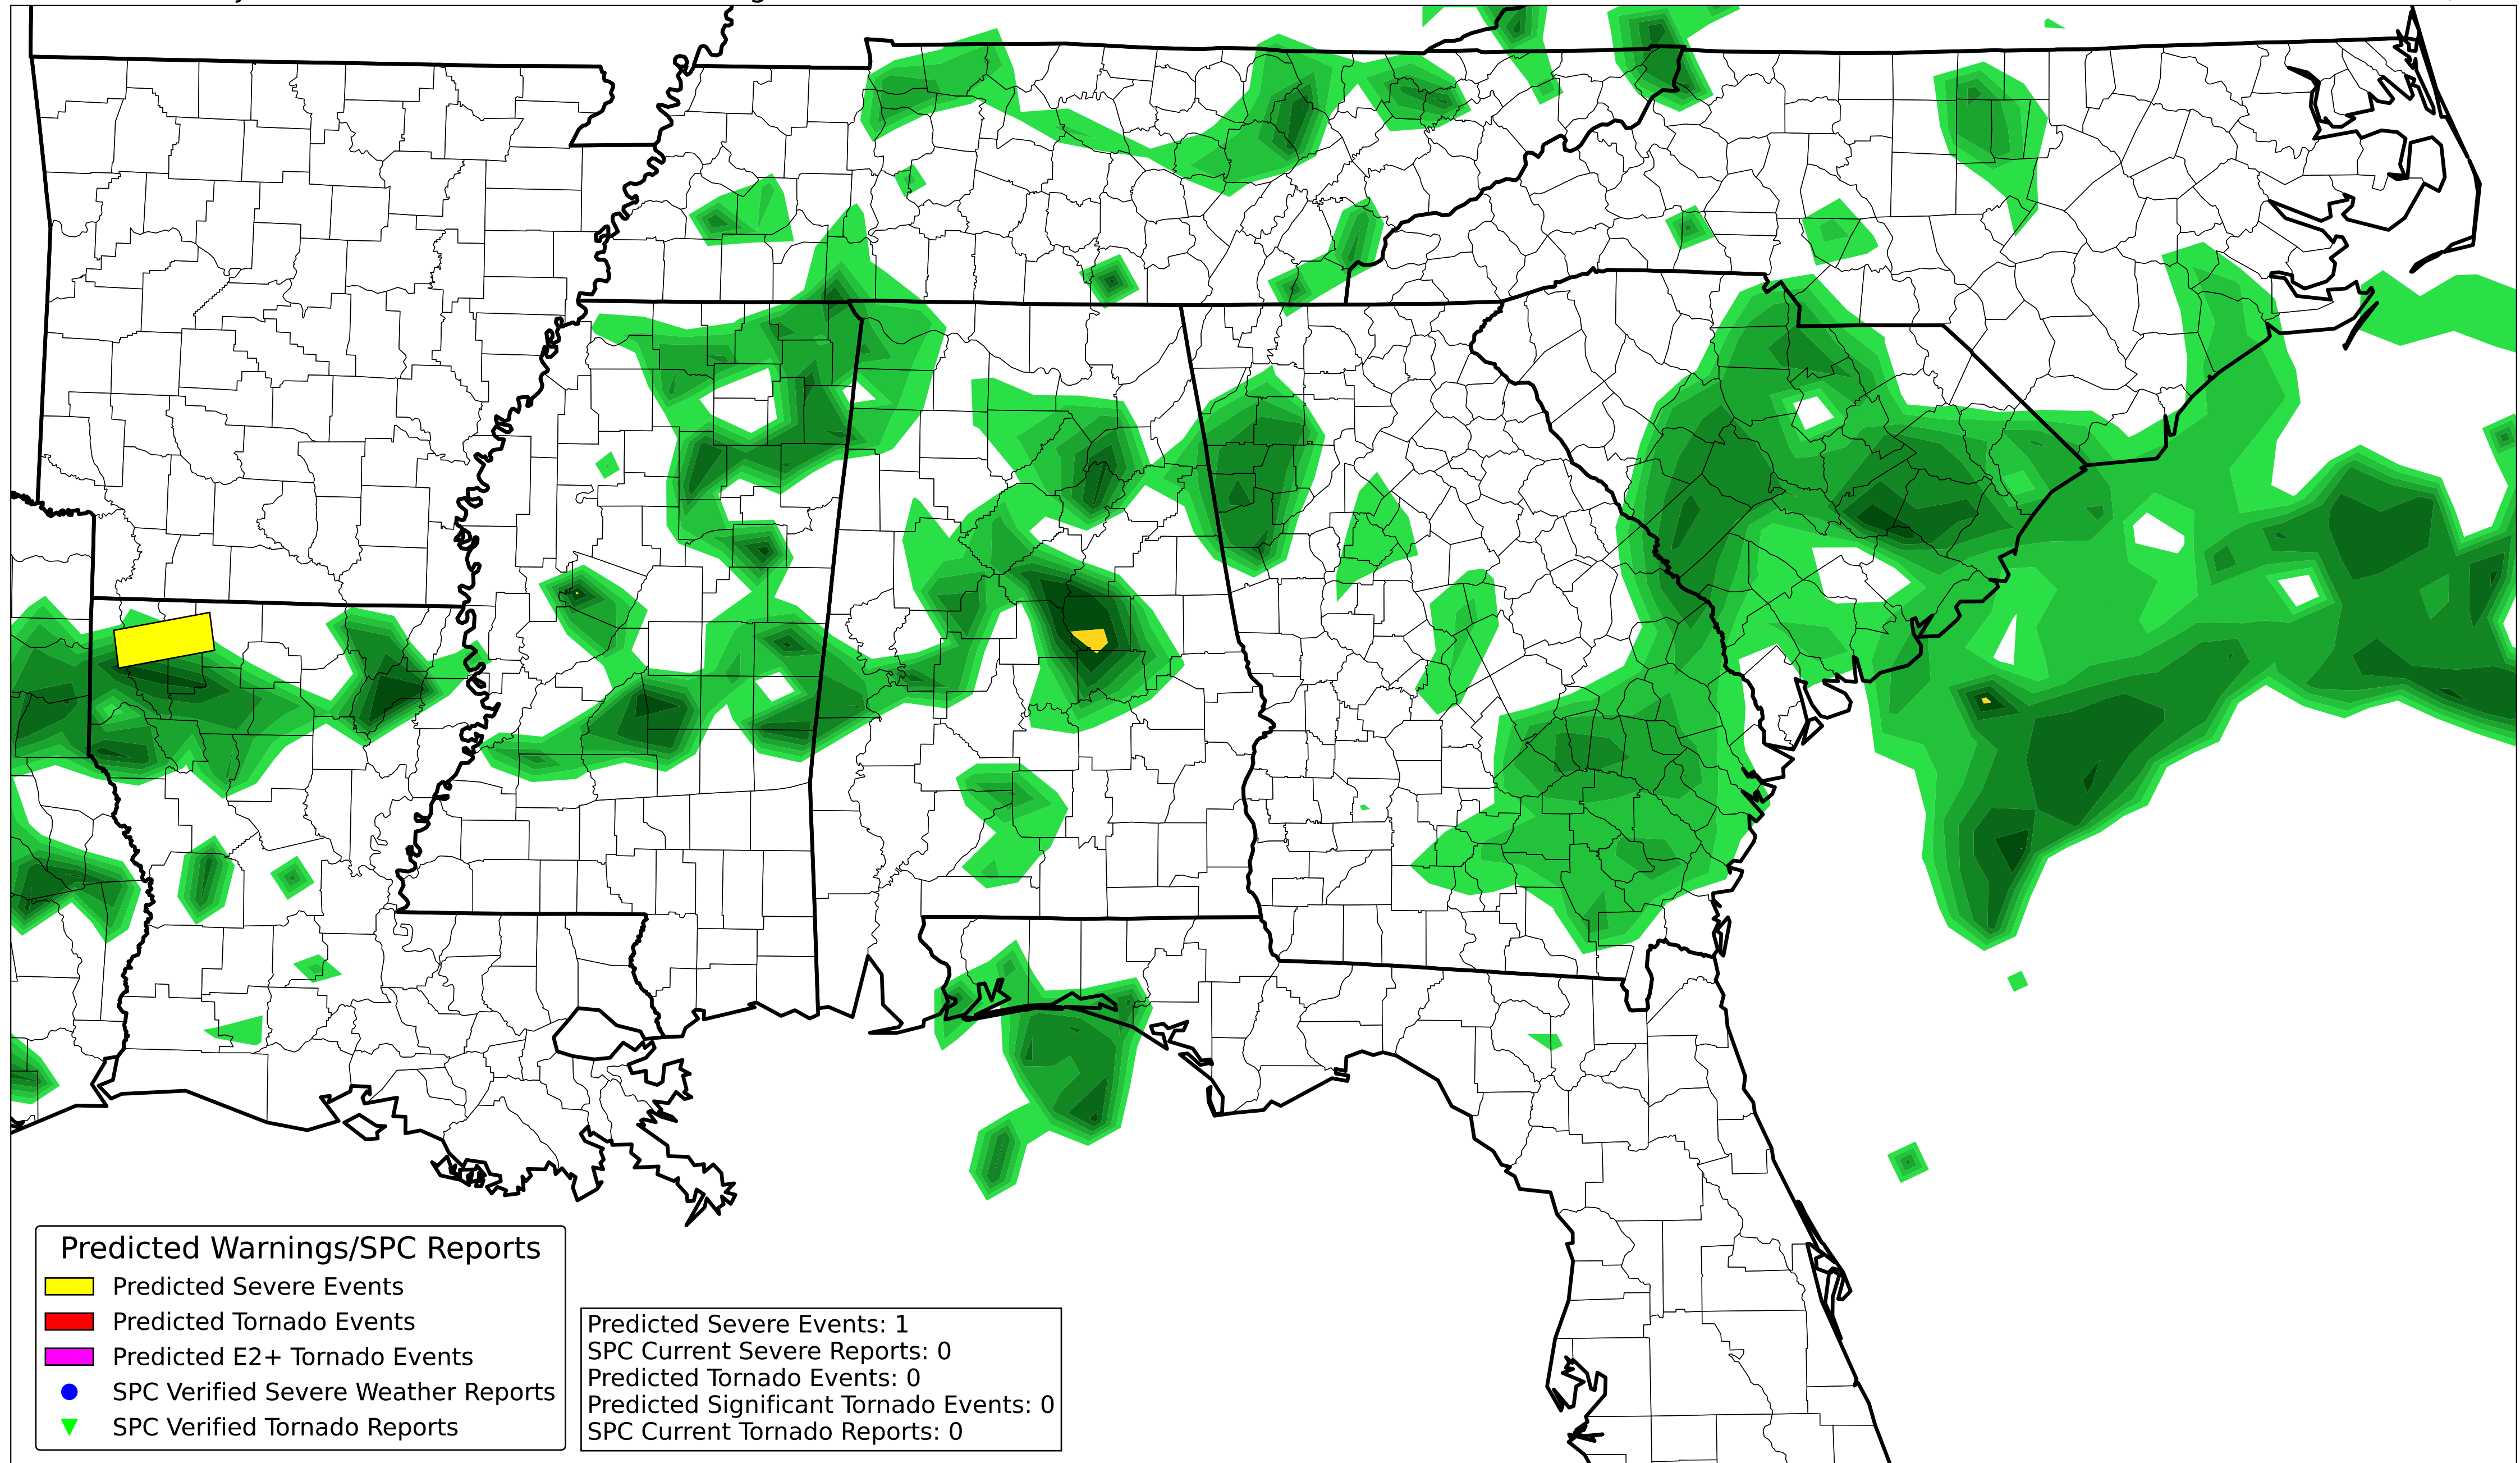 Predicted Warnings/SPC Reports
Predicted Severe Events
Predicted Tornado Events
Predicted E2+ Tornado Events
SPC Verified Severe Weather Reports
SPC Verified Tornado Reports
Predicted Severe Events: 1
SPC Current Severe Reports: 0
Predicted Tornado Events: 0
Predicted Significant Tornado Events: 0
SPC Current Tornado Reports: 0